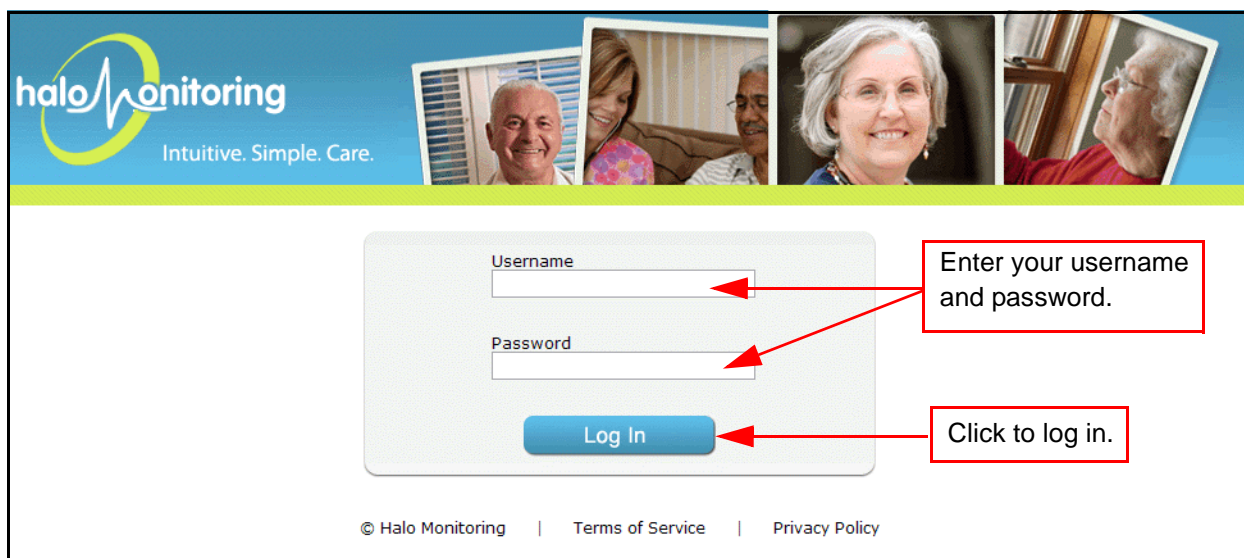 halo Monitoring
Intuitive. Simple. Care.
Username
Enter your username
and password.
Password
Log In
Click to log in.
© Halo Monitoring | Terms of Service | Privacy Policy